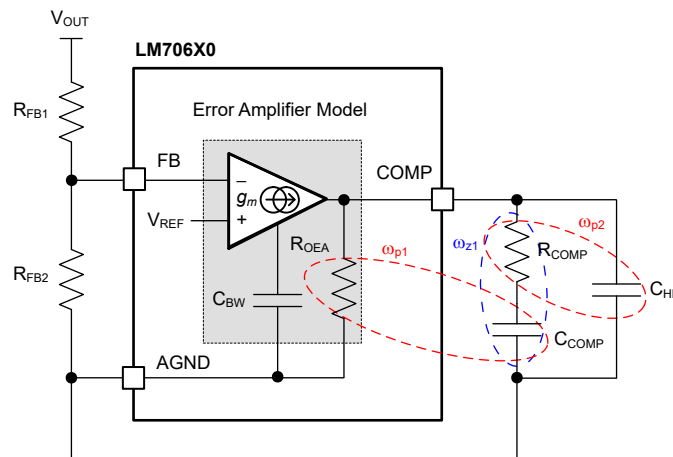 VOUT
LM706X0
RFB1
Error Amplifier Model
FB
COMP
gm
−
+
VREF
ROEA
ωp1
ωz1
ωp2
RCOMP
RFB2
CBW
CCOMP
AGND